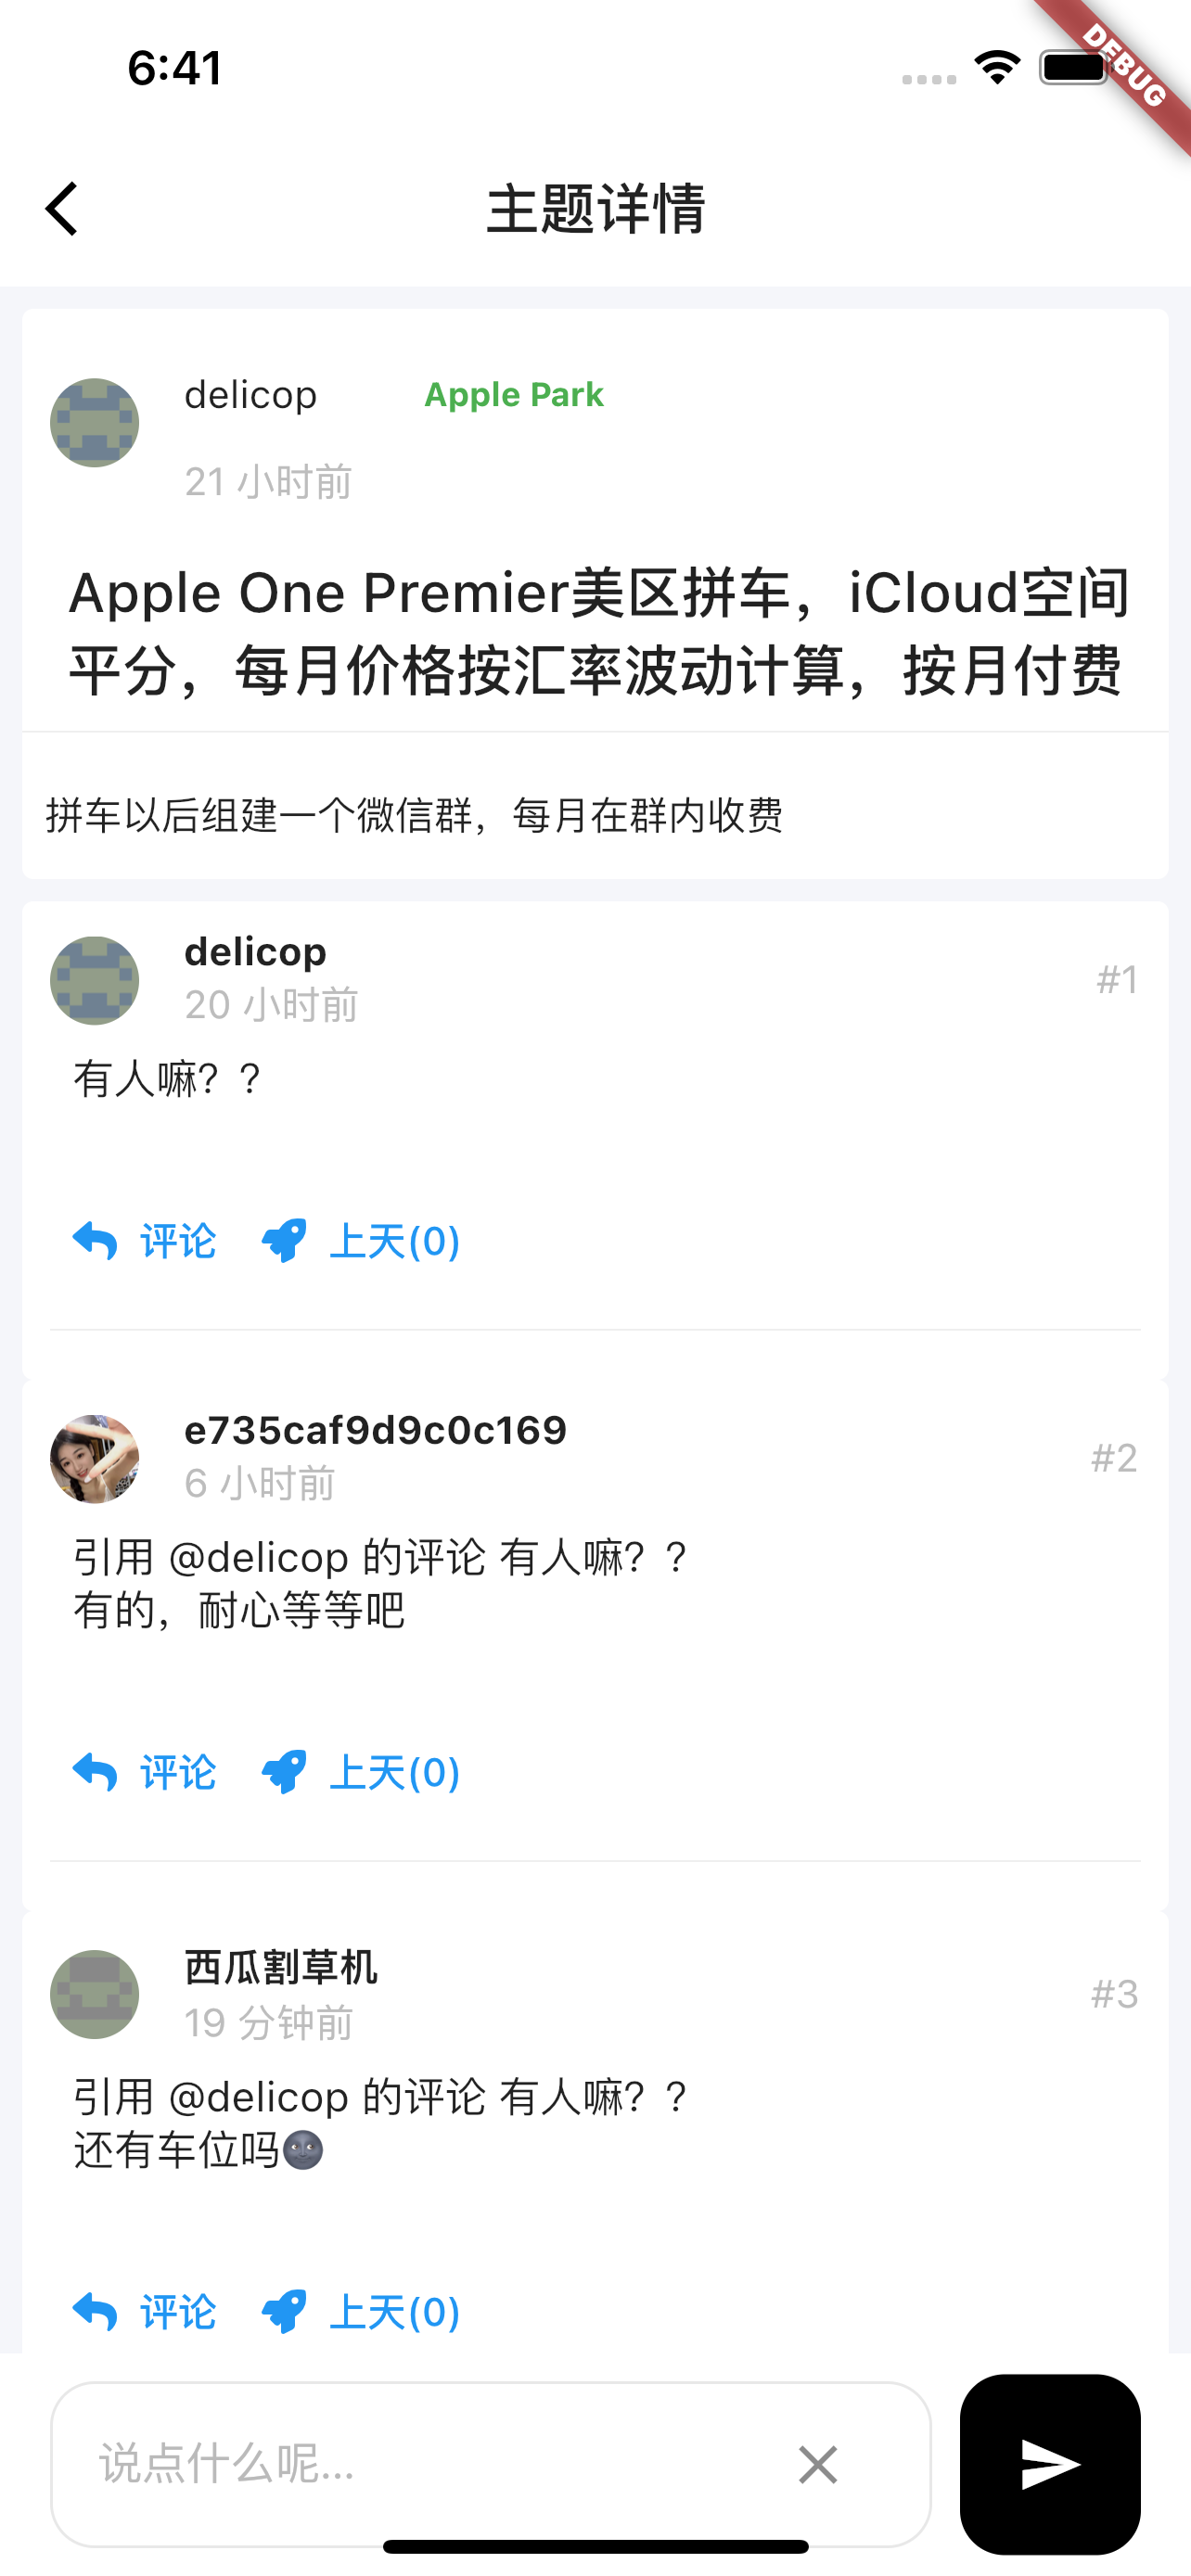 6:41
DEBUG
主题详情
delicop Apple Park
21 小时前
Apple One Premier美区拼车，iCloud空间
平分，每月价格按汇率波动计算，按月付费
拼车以后组建一个微信群，每月在群内收费
delicop
#1
20 小时前
有人嘛？？
评论 上天(0)
e735caf9d9c0c169
#2
6 小时前
引用 @delicop 的评论 有人嘛？？
有的，耐心等等吧
评论 上天(0)
西瓜割草机
#3
19 分钟前
引用 @delicop 的评论 有人嘛？？
还有车位吗🌚
评论 上天(0)
说点什么呢...